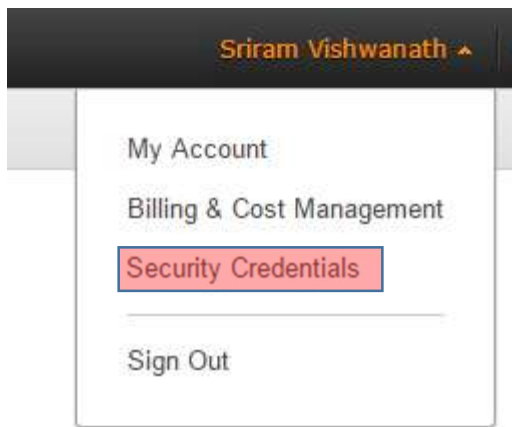 Sriram Vishwanath
My Account
Billing & Cost Management
Security Credentials
Sign Out